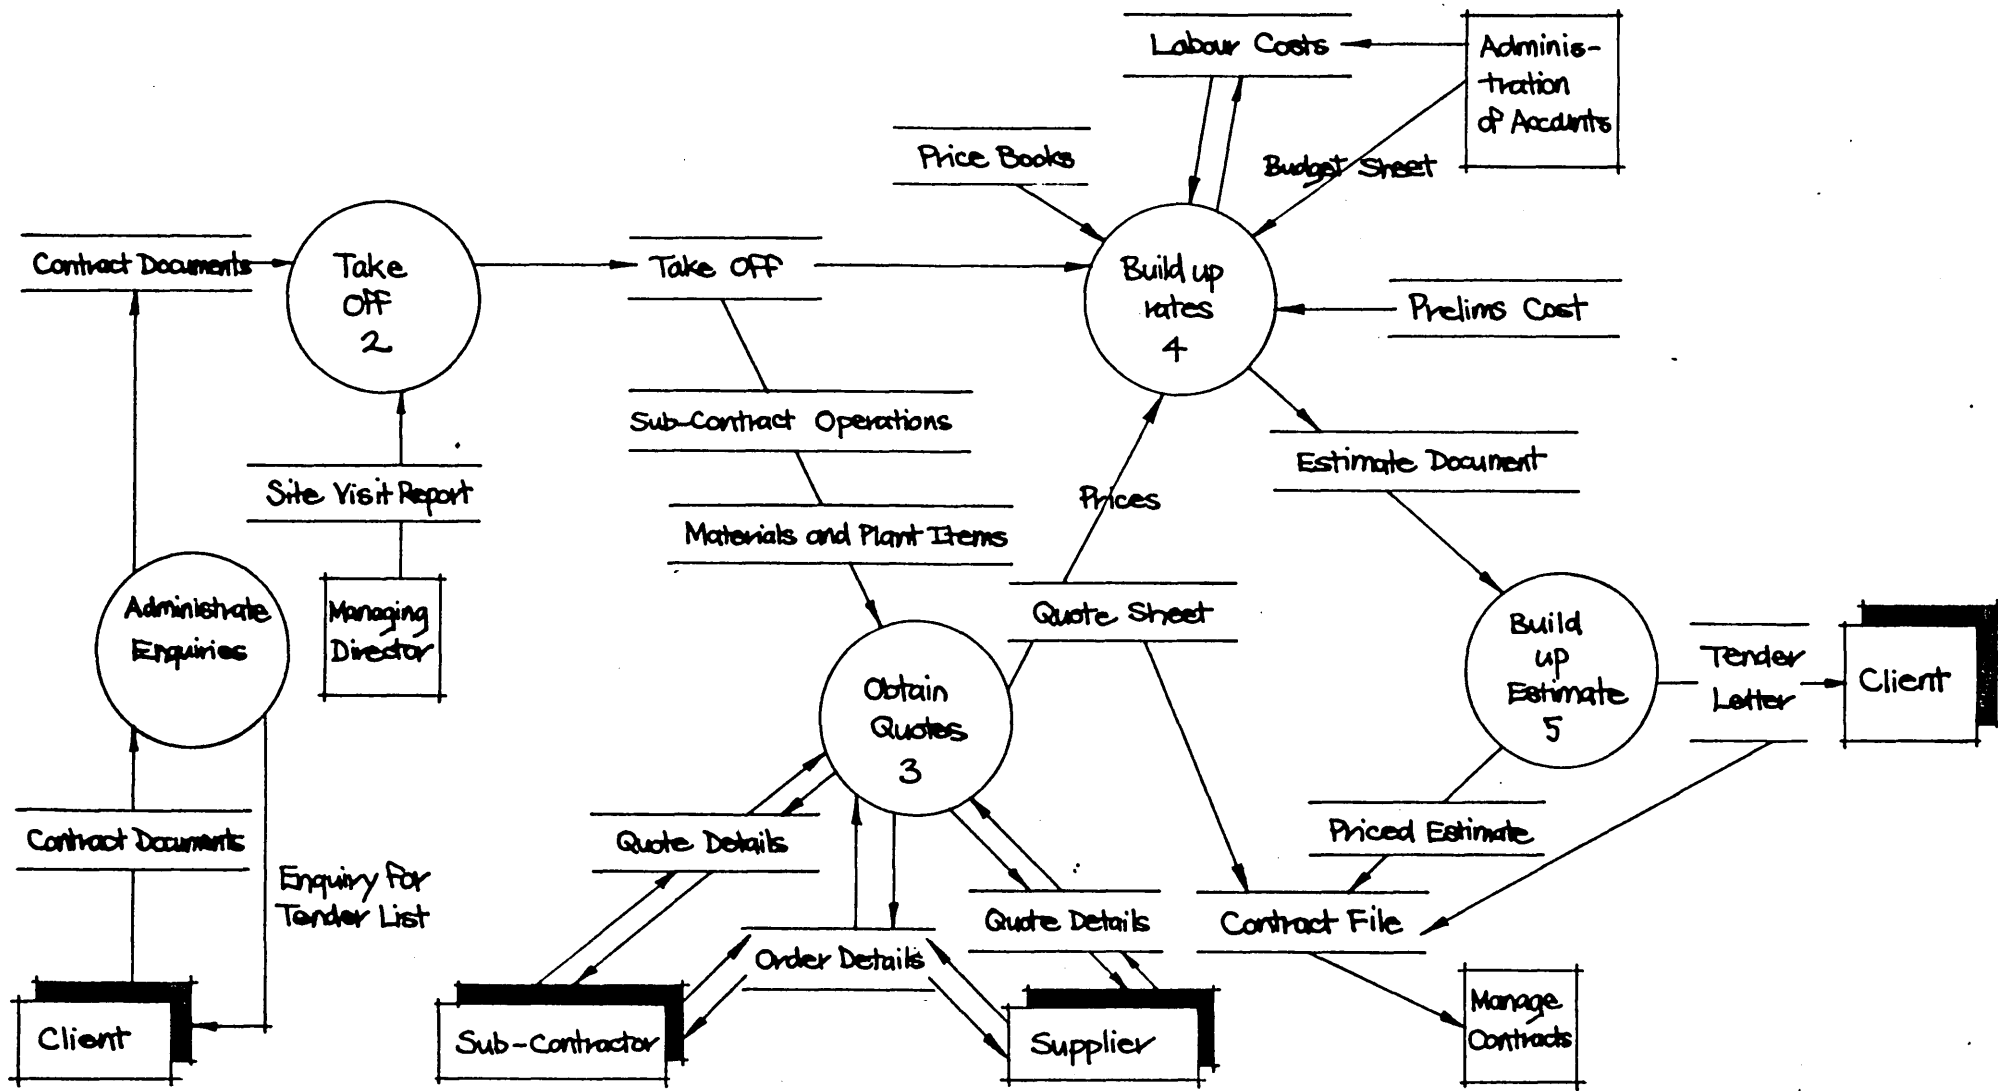 Labour Costs
Adminis-
tration
of Accounts
Price Books
Budget Sheet
Contract Documents
Take
Off
2
Take Off
Build up
rates
4
Prelims Cost
Sub-Contract Operations
Estimate Document
Site Visit Report
Prices
Materials and Plant Items
Administrate
Enquiries
Managing
Director
Quote Sheet
Build
up
Estimate
5
Tender
Letter
Client
Obtain
Quotes
3
Contract Documents
Quote Details
Priced Estimate
Enquiry for
Tender List
Quote Details
Contract File
Order Details
Client
Sub-Contractor
Supplier
Manage
Contracts